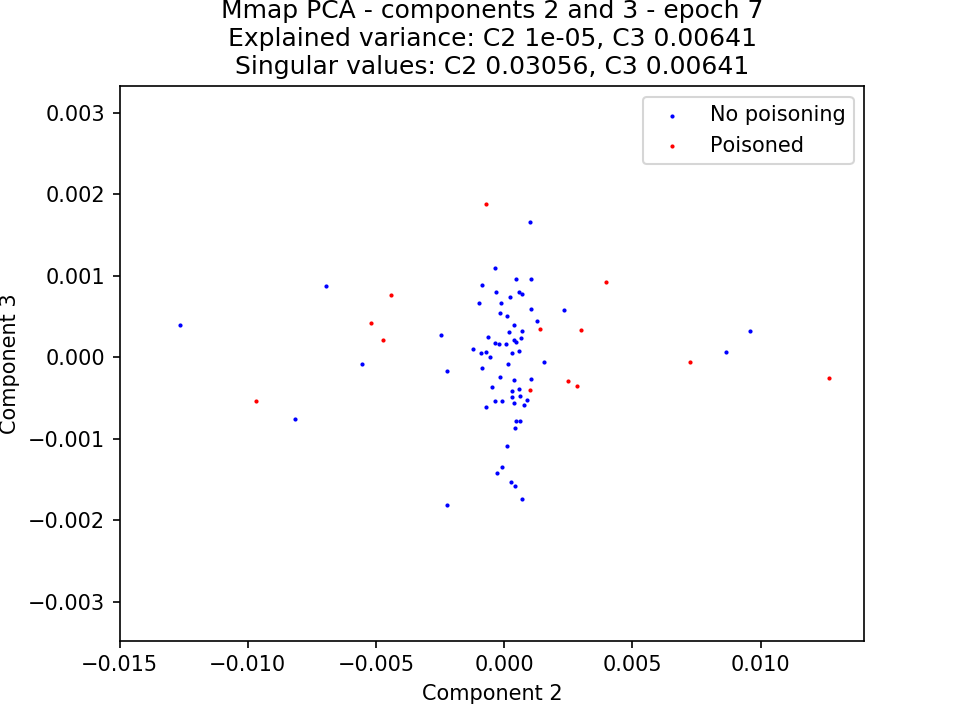 Mmap PCA - components 2 and 3 - epoch 7
Explained variance: C2 1e-05, C3 0.00641
Singular values: C2 0.03056, C3 0.00641
No poisoning
Poisoned
Component 3
0.003
0.002
0.001
0.000
−0.001
−0.002
−0.003
−0.015
−0.010
−0.005
0.000
0.005
0.010
Component 2